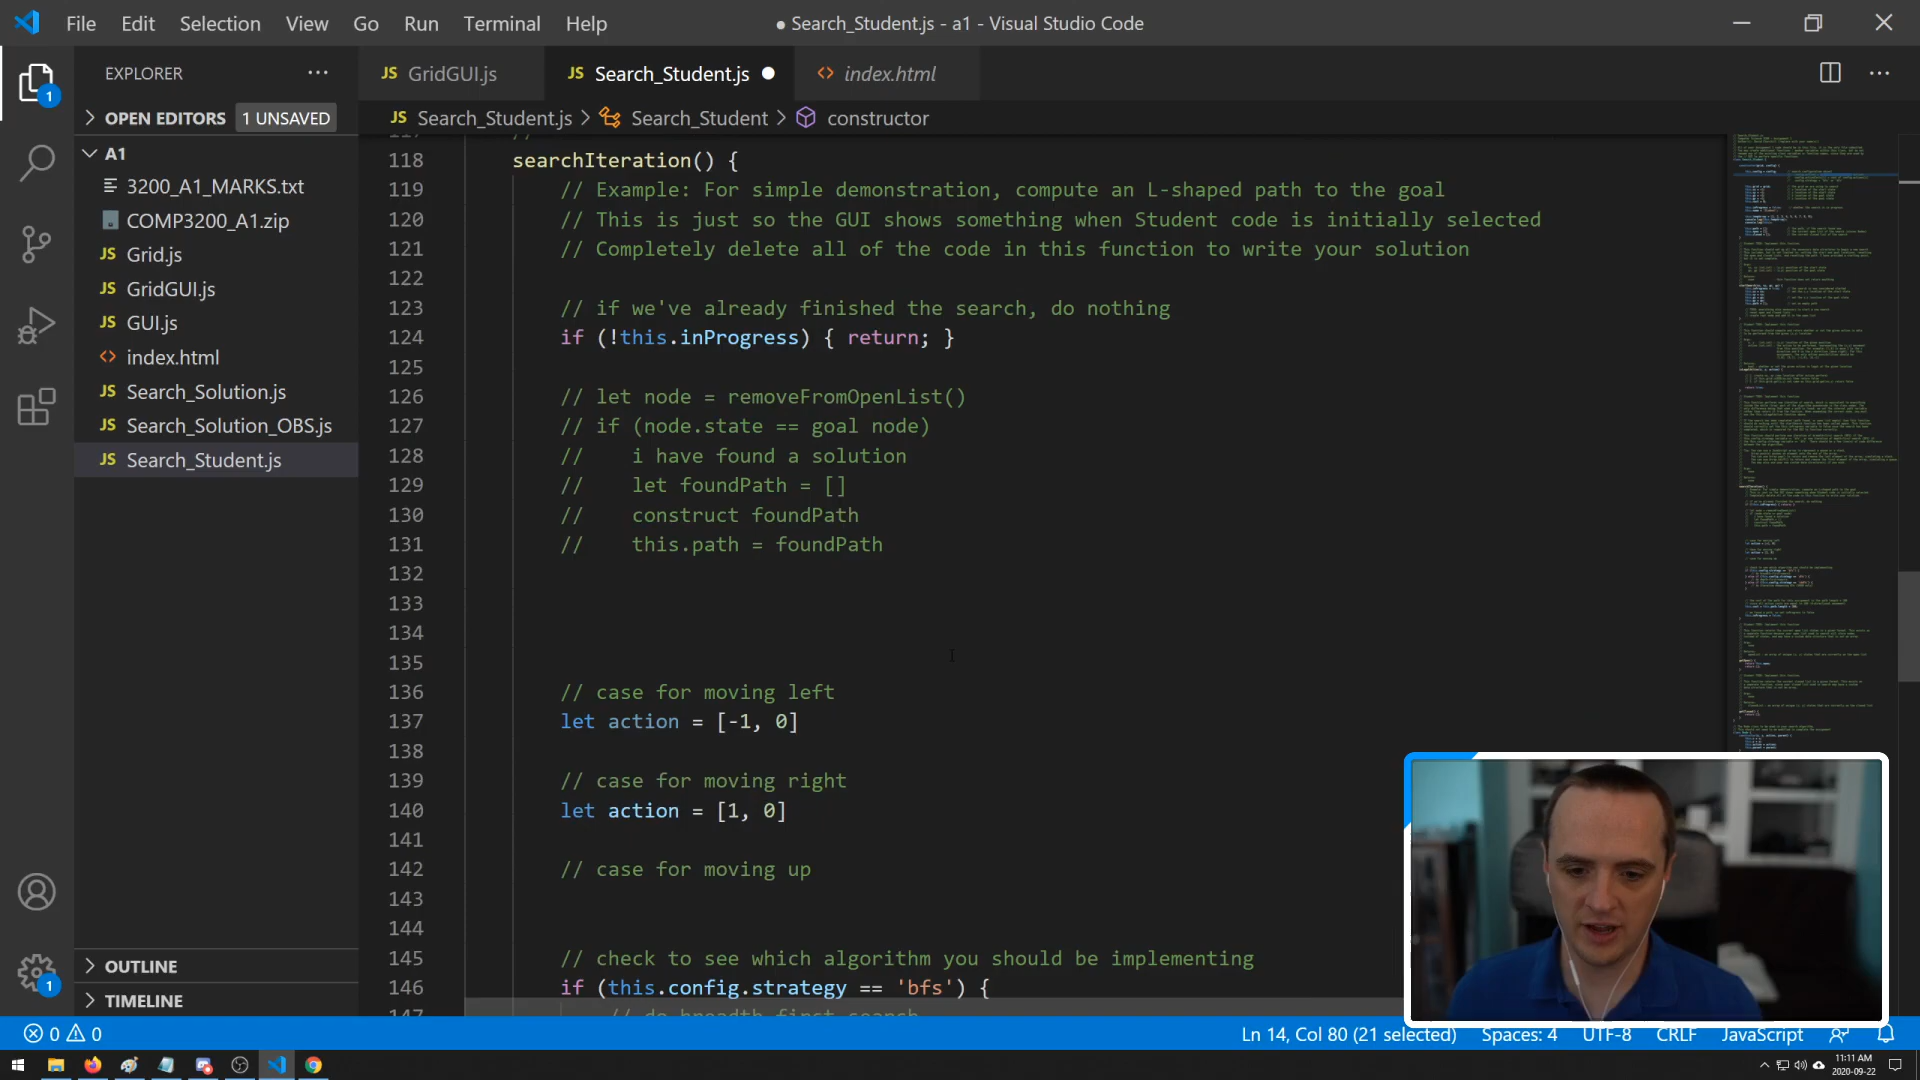 File Edit Selection View Go Run Terminal Help
● Search_Student.js - a1 - Visual Studio Code
EXPLORER
JS GridGUI.js
JS Search_Student.js
<> index.html
OPEN EDITORS 1 UNSAVED
JS Search_Student.js > Search_Student > constructor
A1
3200_A1_MARKS.txt
COMP3200_A1.zip
JS Grid.js
JS GridGUI.js
JS GUI.js
<> index.html
JS Search_Solution.js
JS Search_Solution_OBS.js
JS Search_Student.js
OUTLINE
TIMELINE
1
1
117 //
118 searchIteration() {
119 // Example: For simple demonstration, compute an L-shaped path to the goal
120 // This is just so the GUI shows something when Student code is initially selected
121 // Completely delete all of the code in this function to write your solution
122
123 // if we've already finished the search, do nothing
124 if (!this.inProgress) { return; }
125
126 // let node = removeFromOpenList()
127 // if (node.state == goal node)
128 // i have found a solution
129 // let foundPath = []
130 // construct foundPath
131 // this.path = foundPath
132
133
134
135
136 // case for moving left
137 let action = [-1, 0]
138
139 // case for moving right
140 let action = [1, 0]
141
142 // case for moving up
143
144
145 // check to see which algorithm you should be implementing
146 if (this.config.strategy == 'bfs') {
147 // do breadth first search
0 0
Ln 14, Col 80 (21 selected) Spaces: 4 UTF-8 CRLF JavaScript
11:11 AM
2020-09-22